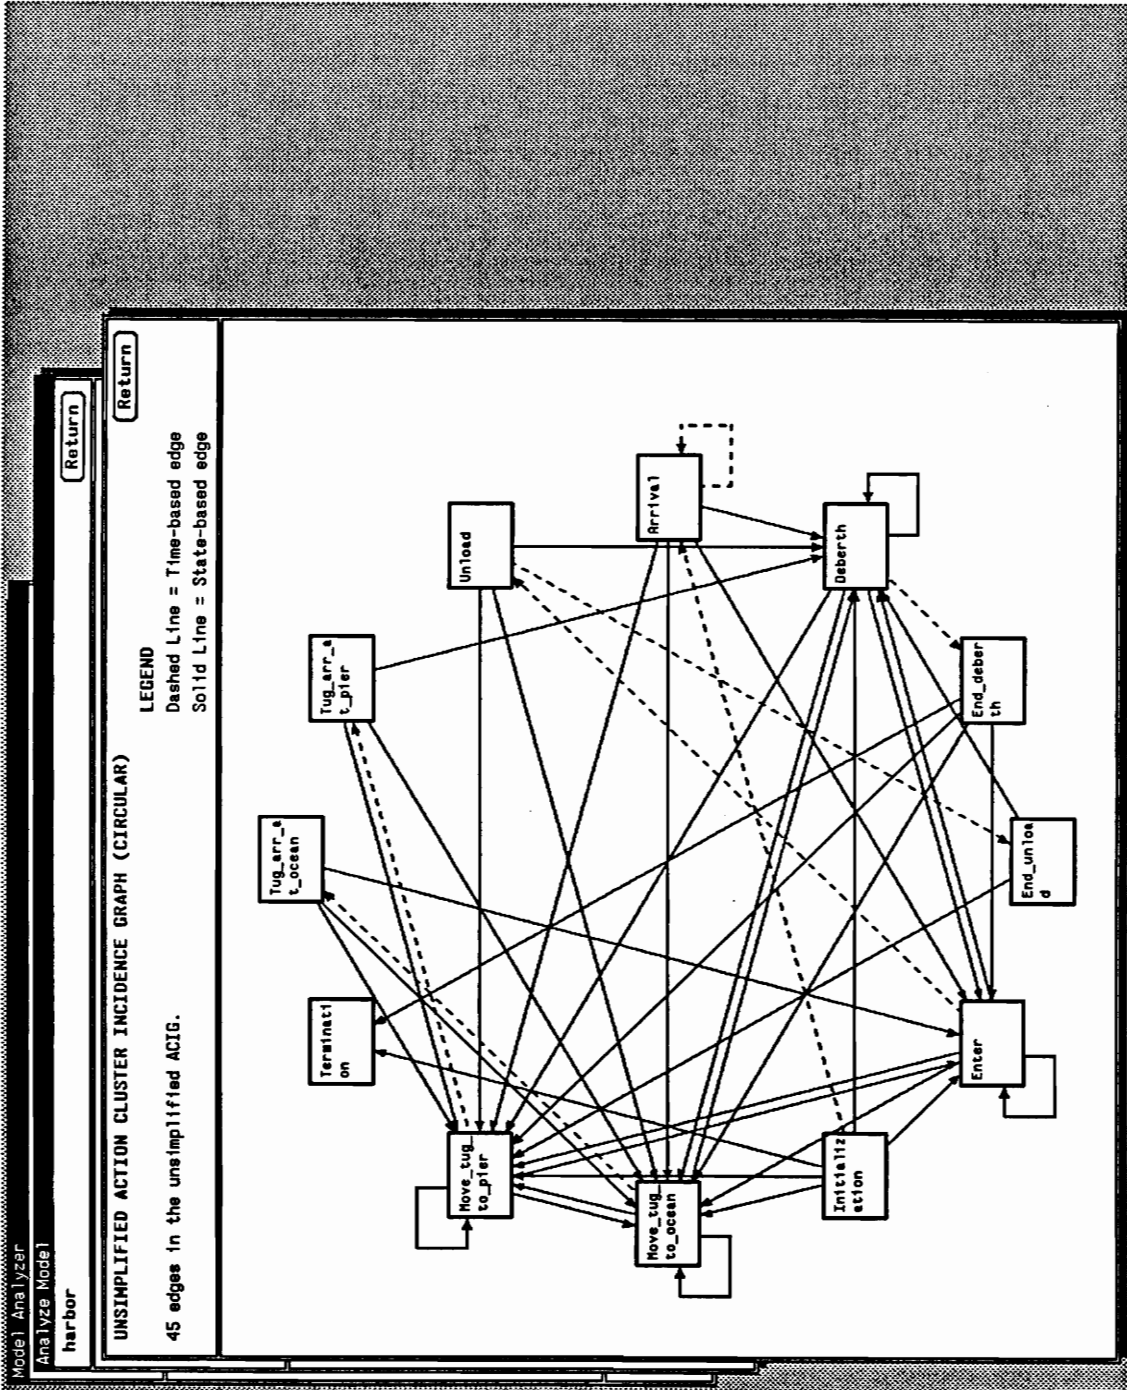 Model Analyzer
Analyze Model
harbor
Return
UNSIMPLIFIED ACTION CLUSTER INCIDENCE GRAPH (CIRCULAR)
Return
LEGEND
45 edges in the unsimplified ACIG.
Dashed Line = Time-based edge
Solid Line = State-based edge
Tug_arr_a
t_ocean
Terminati
on
Tug_arr_a
t_pier
Move_tug_
to_pier
Unload
Move_tug_
to_ocean
Arrival
Initializ
ation
Deberth
Enter
End_deber
th
End_unloa
d